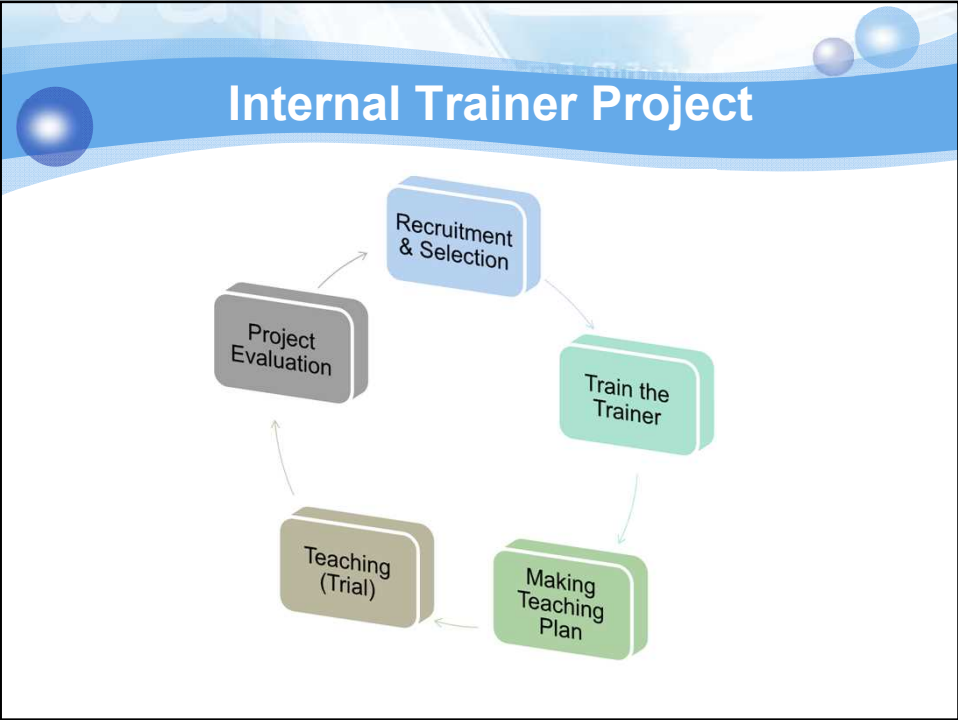 Internal Trainer Project
Recruitment
& Selection
Train the
Trainer
Making
Teaching
Plan
Teaching
(Trial)
Project
Evaluation